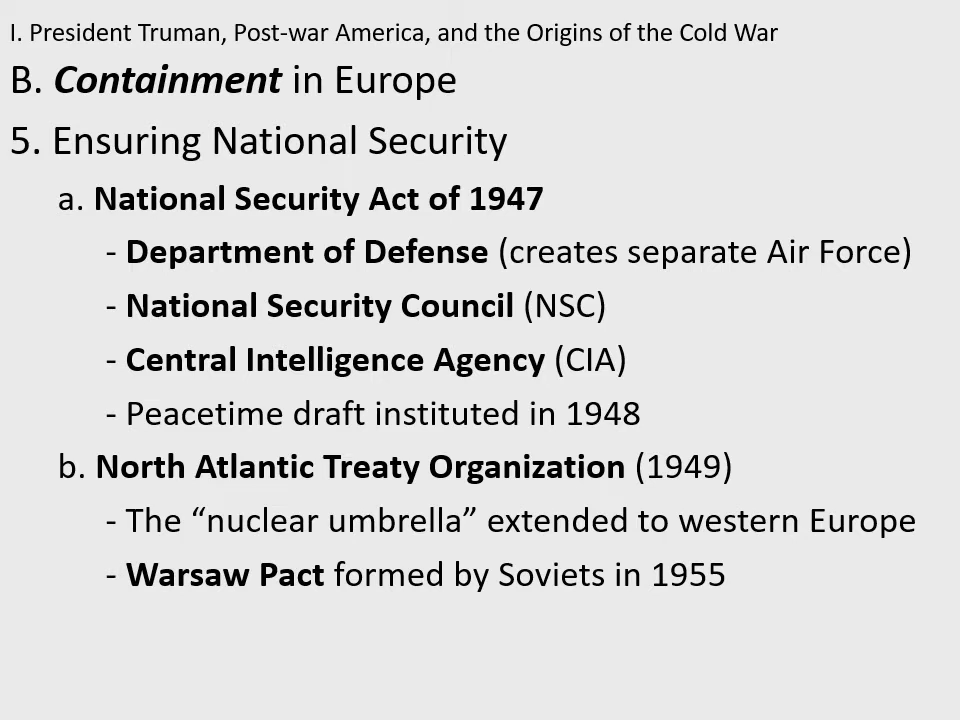 I. President Truman, Post-war America, and the Origins of the Cold War
B. Containment in Europe
5. Ensuring National Security
a. National Security Act of 1947
- Department of Defense (creates separate Air Force)
- National Security Council (NSC)
- Central Intelligence Agency (CIA)
- Peacetime draft instituted in 1948
b. North Atlantic Treaty Organization (1949)
- The “nuclear umbrella” extended to western Europe
- Warsaw Pact formed by Soviets in 1955